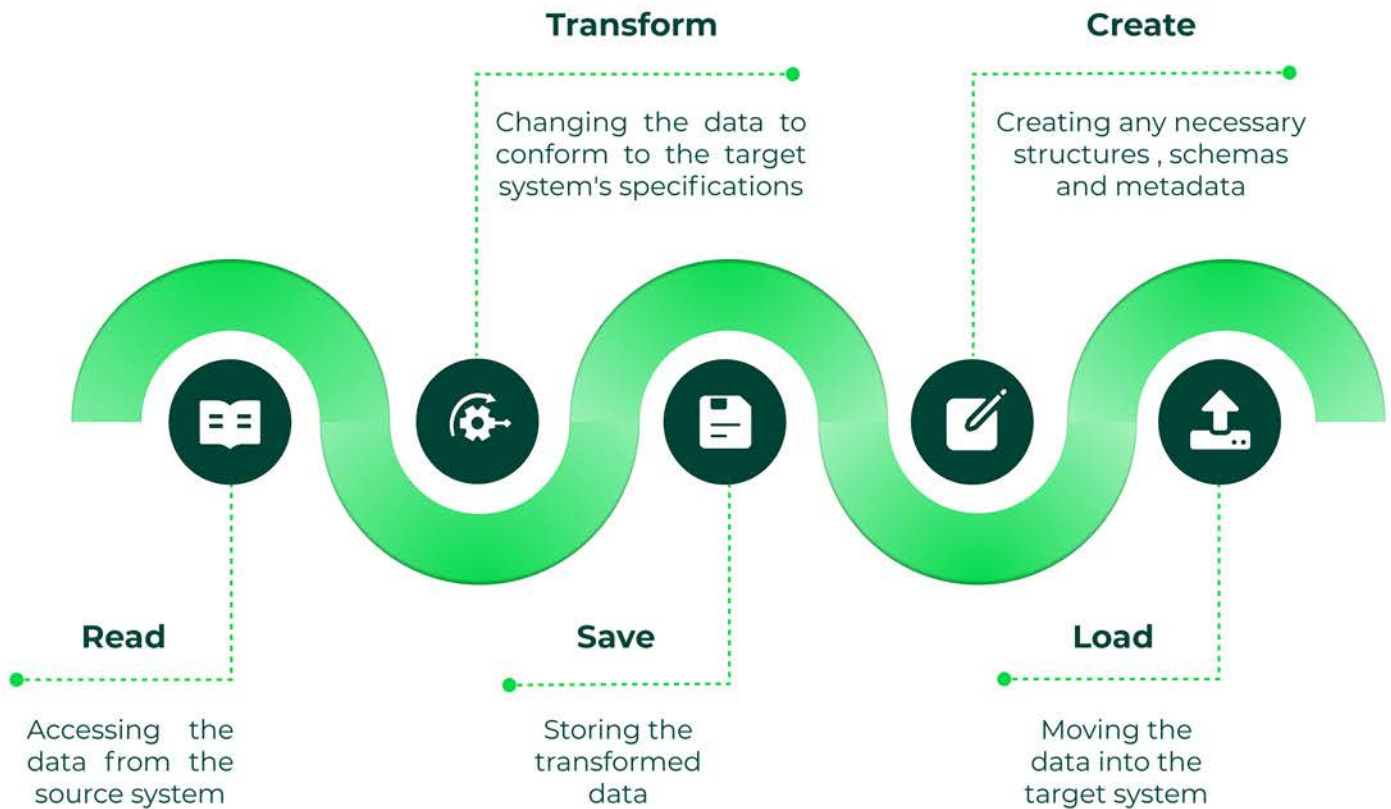 Transform
Changing the data to
conform to the target
system's specifications
Create
Creating any necessary
structures , schemas
and metadata
Read
Accessing the
data from the
source system
Save
Storing the
transformed
data
Load
Moving the
data into the
target system